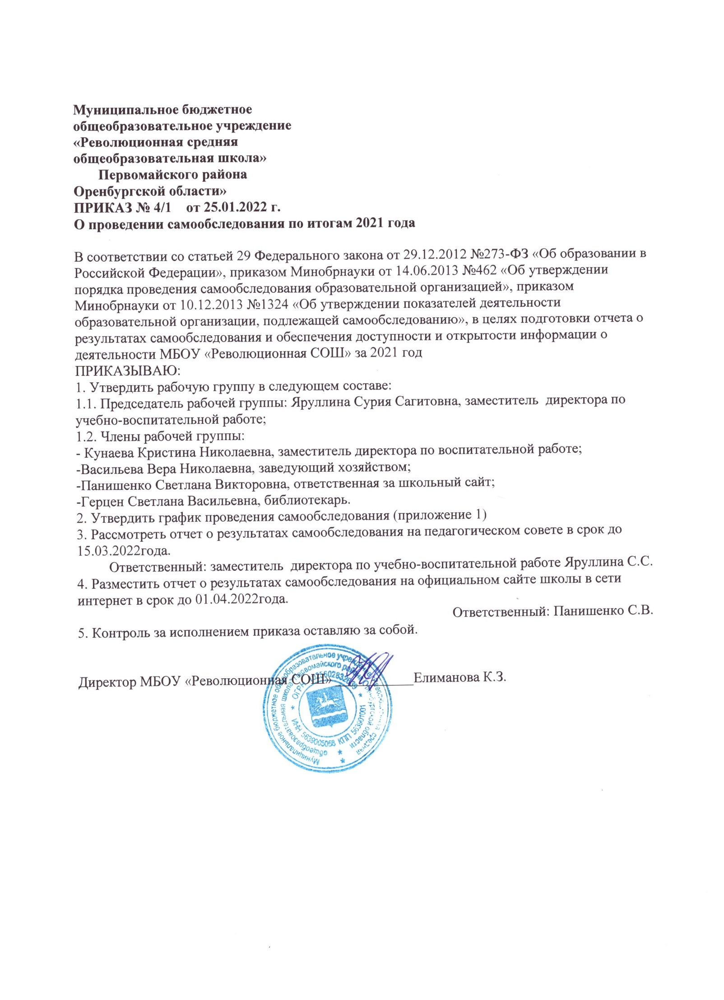 Муниципальное бюджетное
общеобразовательное учреждение
«Революционная средняя
общеобразовательная школа»
Первомайского района
Оренбургской области»
ПРИКАЗ № 4/1 от 25.01.2022 г.
О проведении самообследования по итогам 2021 года
В соответствии со статьей 29 Федерального закона от 29.12.2012 №273-ФЗ «Об образовании в
Российской Федерации», приказом Минобрнауки от 14.06.2013 №462 «Об утверждении
порядка проведения самообследования образовательной организацией», приказом
Минобрнауки от 10.12.2013 №1324 «Об утверждении показателей деятельности
образовательной организации, подлежащей самообследованию», в целях подготовки отчета о
результатах самообследования и обеспечения доступности и открытости информации о
деятельности МБОУ «Революционная СОШ» за 2021 год
ПРИКАЗЫВАЮ:
1. Утвердить рабочую группу в следующем составе:
1.1. Председатель рабочей группы: Яруллина Сурия Сагитовна, заместитель директора по
учебно-воспитательной работе;
1.2. Члены рабочей группы:
- Кунаева Кристина Николаевна, заместитель директора по воспитательной работе;
-Васильева Вера Николаевна, заведующий хозяйством;
-Панишенко Светлана Викторовна, ответственная за школьный сайт;
-Герцен Светлана Васильевна, библиотекарь.
2. Утвердить график проведения самообследования (приложение 1)
3. Рассмотреть отчет о результатах самообследования на педагогическом совете в срок до
15.03.2022года.
Ответственный: заместитель директора по учебно-воспитательной работе Яруллина С.С.
4. Разместить отчет о результатах самообследования на официальном сайте школы в сети
интернет в срок до 01.04.2022года.
Ответственный: Панишенко С.В.
5. Контроль за исполнением приказа оставляю за собой.
Директор МБОУ «Революционная СОШ» ___________Елиманова К.З.
Муниципальное бюджетное общеобразовательное учреждение средняя
общеобразовательная школа" Первомайского района Оренбургской области
ОГРН
ИНН 5639005058 КПП 563901001